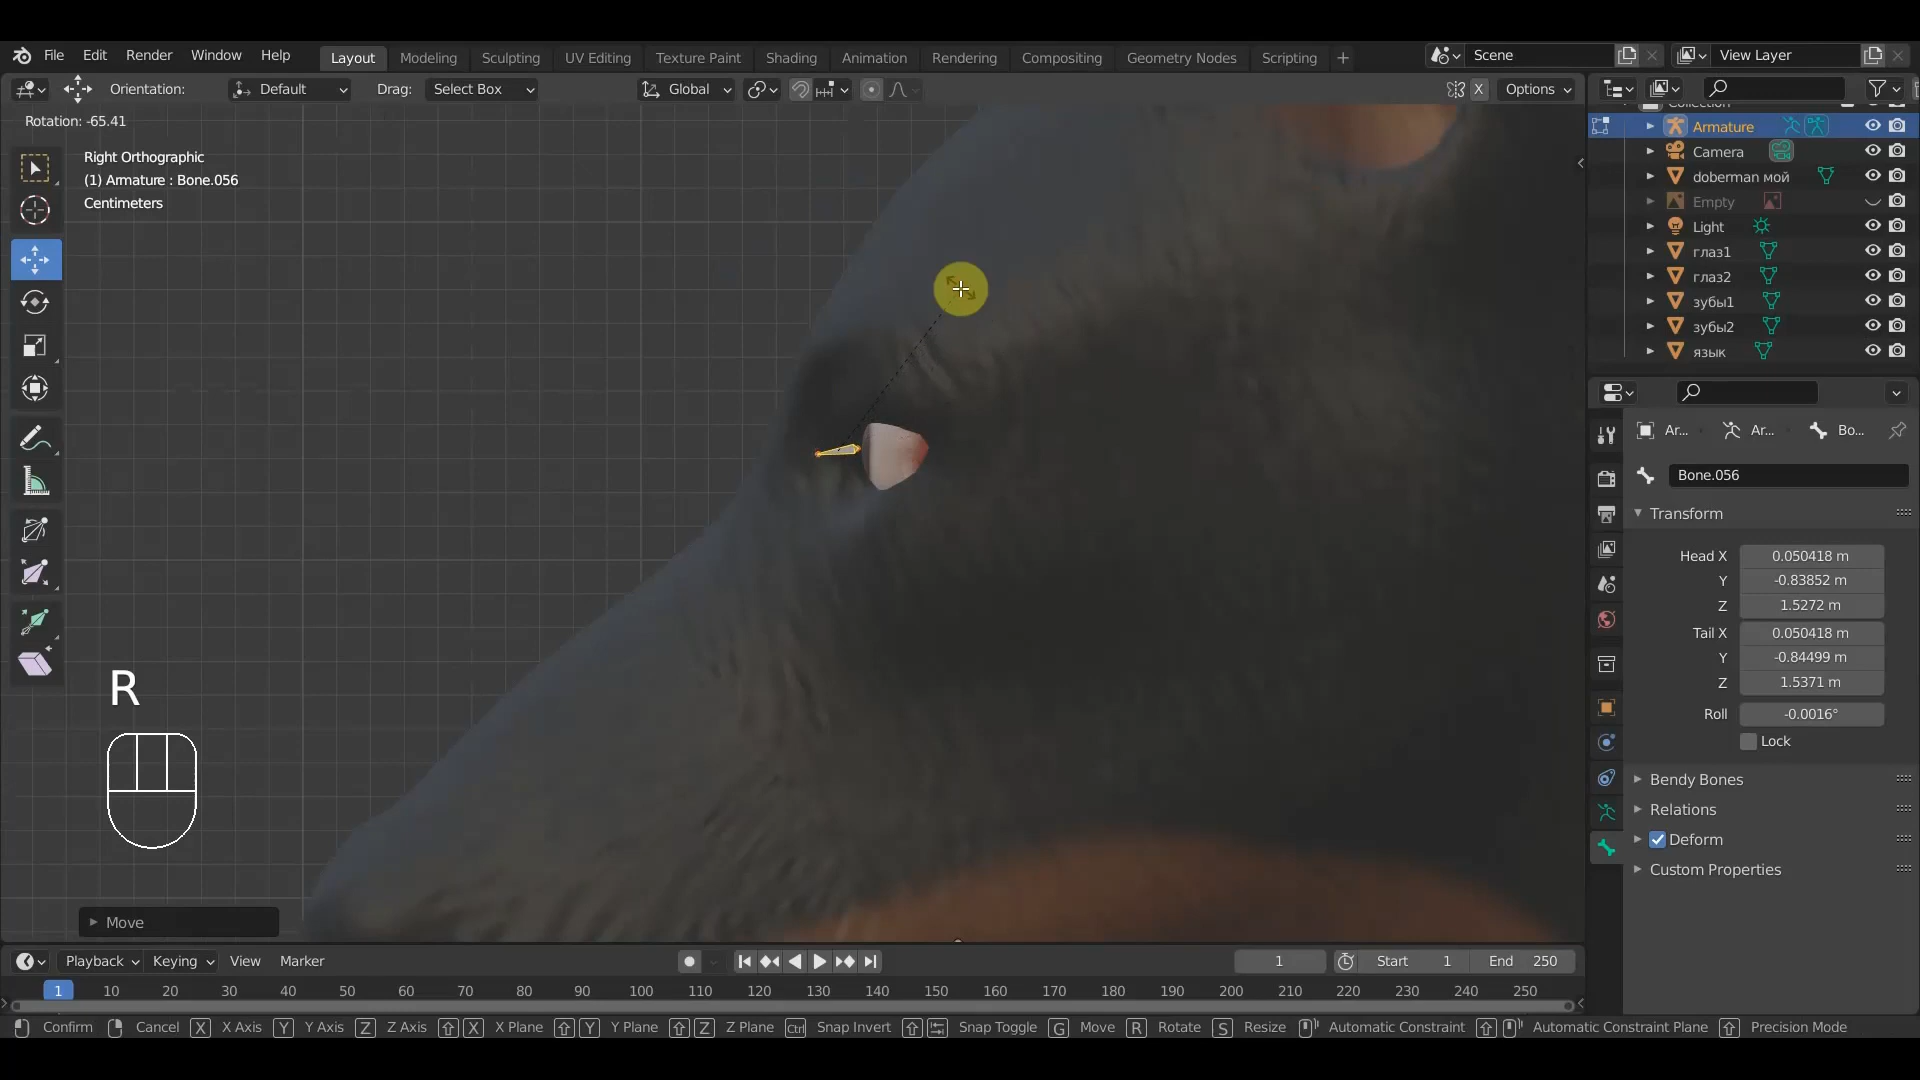 File Edit Render Window Help Layout Modeling Sculpting UV Editing Texture Paint Shading Animation Rendering Compositing Geometry Nodes Scripting + Scene View Layer
Orientation: Default Drag: Select Box Global X Options
Rotation: -65.41
Right Orthographic
(1) Armature : Bone.056
Centimeters
Collection
Armature
Camera
doberman мой
Empty
Light
глаз1
глаз2
зубы1
зубы2
язык
Ar... Ar... Bo...
Bone.056
Transform
Head X 0.050418 m
Y -0.83852 m
Z 1.5272 m
Tail X 0.050418 m
Y -0.84499 m
Z 1.5371 m
Roll -0.0016°
Lock
Bendy Bones
Relations
Deform
Custom Properties
R
Move
Playback Keying View Marker 1 Start 1 End 250
1 10 20 30 40 50 60 70 80 90 100 110 120 130 140 150 160 170 180 190 200 210 220 230 240 250
Confirm Cancel X X Axis Y Y Axis Z Z Axis X X Plane Y Y Plane Z Z Plane Ctrl Snap Invert Snap Toggle G Move R Rotate S Resize Automatic Constraint Automatic Constraint Plane Precision Mode